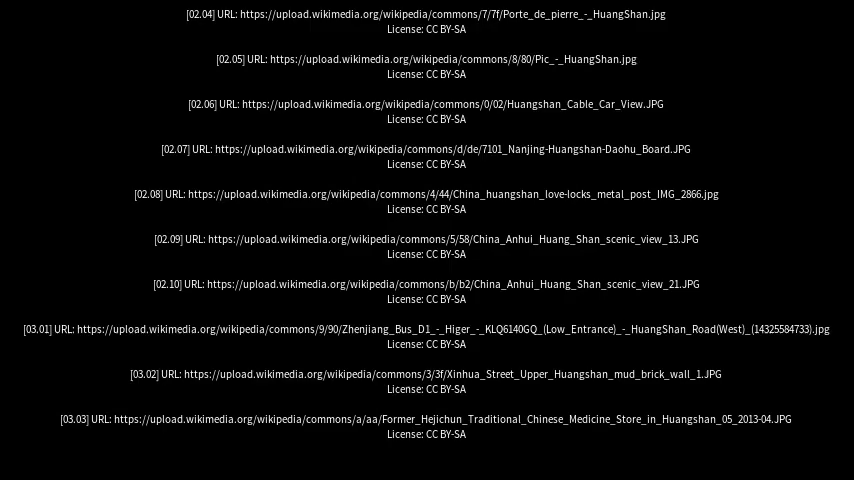 [02.04] URL: https://upload.wikimedia.org/wikipedia/commons/7/7f/Porte_de_pierre_-_HuangShan.jpg
License: CC BY-SA
[02.05] URL: https://upload.wikimedia.org/wikipedia/commons/8/80/Pic_-_HuangShan.jpg
License: CC BY-SA
[02.06] URL: https://upload.wikimedia.org/wikipedia/commons/0/02/Huangshan_Cable_Car_View.JPG
License: CC BY-SA
[02.07] URL: https://upload.wikimedia.org/wikipedia/commons/d/de/7101_Nanjing-Huangshan-Daohu_Board.JPG
License: CC BY-SA
[02.08] URL: https://upload.wikimedia.org/wikipedia/commons/4/44/China_huangshan_love-locks_metal_post_IMG_2866.jpg
License: CC BY-SA
[02.09] URL: https://upload.wikimedia.org/wikipedia/commons/5/58/China_Anhui_Huang_Shan_scenic_view_13.JPG
License: CC BY-SA
[02.10] URL: https://upload.wikimedia.org/wikipedia/commons/b/b2/China_Anhui_Huang_Shan_scenic_view_21.JPG
License: CC BY-SA
[03.01] URL: https://upload.wikimedia.org/wikipedia/commons/9/90/Zhenjiang_Bus_D1_-_Higer_-_KLQ6140GQ_(Low_Entrance)_-_HuangShan_Road(West)_(14325584733).jpg
License: CC BY-SA
[03.02] URL: https://upload.wikimedia.org/wikipedia/commons/3/3f/Xinhua_Street_Upper_Huangshan_mud_brick_wall_1.JPG
License: CC BY-SA
[03.03] URL: https://upload.wikimedia.org/wikipedia/commons/a/aa/Former_Hejichun_Traditional_Chinese_Medicine_Store_in_Huangshan_05_2013-04.JPG
License: CC BY-SA